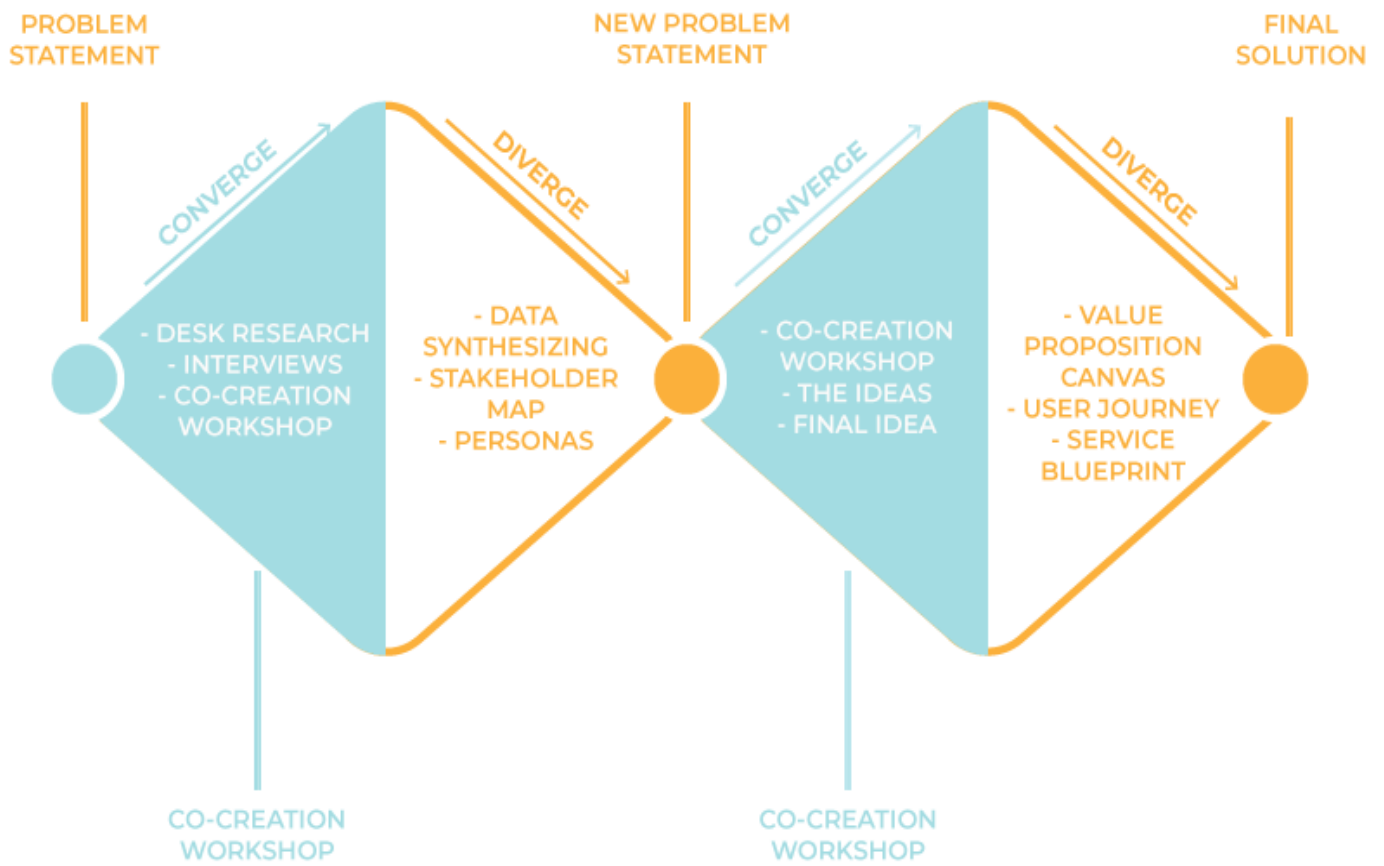 PROBLEM
STATEMENT
NEW PROBLEM
STATEMENT
FINAL
SOLUTION
CONVERGE
DIVERGE
CONVERGE
DIVERGE
- DESK RESEARCH
- INTERVIEWS
- CO-CREATION
WORKSHOP
- DATA
SYNTHESIZING
- STAKEHOLDER
MAP
- PERSONAS
- CO-CREATION
WORKSHOP
- THE IDEAS
- FINAL IDEA
- VALUE
PROPOSITION
CANVAS
- USER JOURNEY
- SERVICE
BLUEPRINT
CO-CREATION
WORKSHOP
CO-CREATION
WORKSHOP